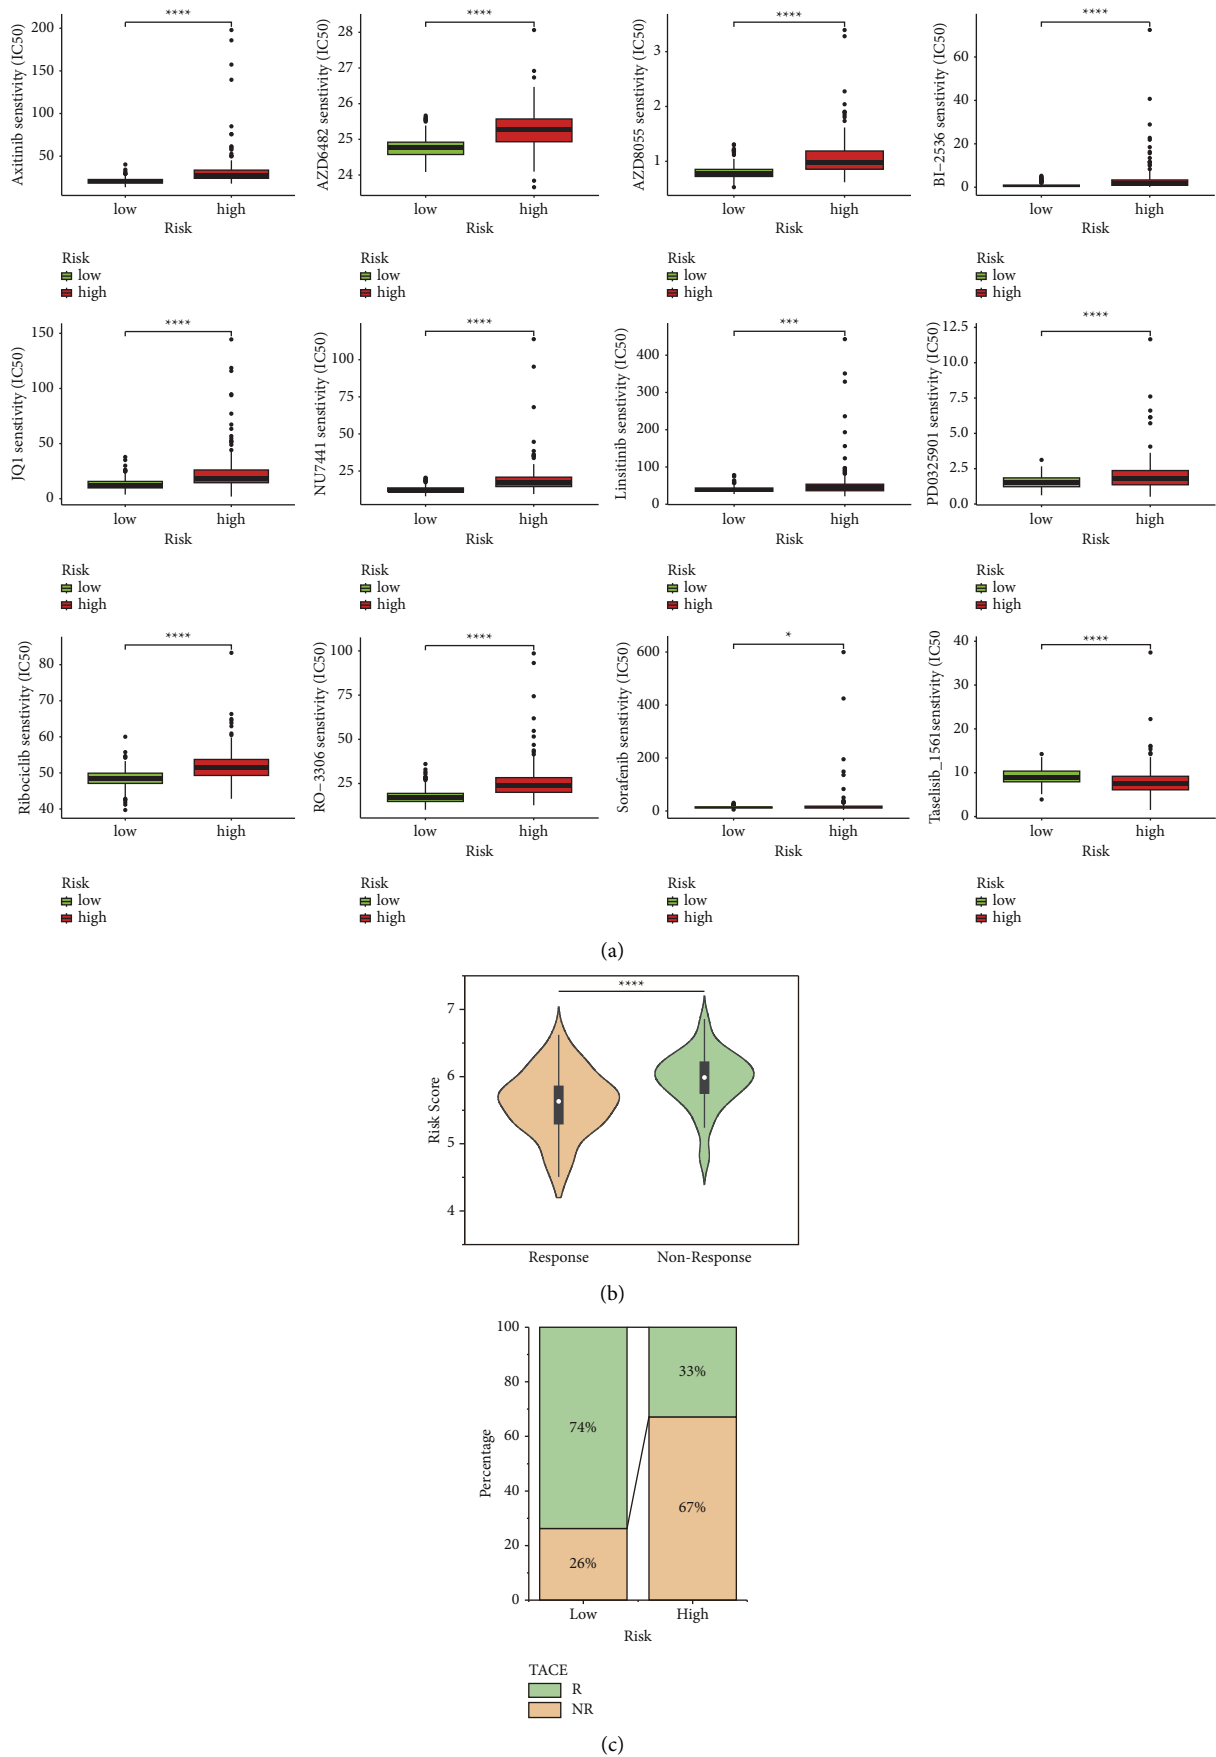 Axitinib senstivity (IC50)
200
150
100
50
****
low
high
Risk
Risk
low
high
AZD6482 senstivity (IC50)
28
27
26
25
24
****
low
high
Risk
Risk
low
high
AZD8055 senstivity (IC50)
3
2
1
****
low
high
Risk
Risk
low
high
BI−2536 senstivity (IC50)
60
40
20
0
****
low
high
Risk
Risk
low
high
JQ1 senstivity (IC50)
150
100
50
0
****
low
high
Risk
Risk
low
high
NU7441 senstivity (IC50)
100
75
50
25
****
low
high
Risk
Risk
low
high
Linsitinib senstivity (IC50)
400
300
200
100
0
***
low
high
Risk
Risk
low
high
PD0325901 senstivity (IC50)
12.5
10.0
7.5
5.0
2.5
0.0
****
low
high
Risk
Risk
low
high
Ribociclib senstivity (IC50)
80
70
60
50
40
****
low
high
Risk
Risk
low
high
RO−3306 senstivity (IC50)
100
75
50
25
****
low
high
Risk
Risk
low
high
Sorafenib senstivity (IC50)
600
400
200
0
*
low
high
Risk
Risk
low
high
Taselisib_1561senstivity (IC50
40
30
20
10
0
****
low
high
Risk
Risk
low
high
(a)
Risk Score
7
6
5
4
****
Response
Non-Response
(b)
Percentage
100
80
60
40
20
0
74%
26%
33%
67%
Low
High
Risk
TACE
R
NR
(c)